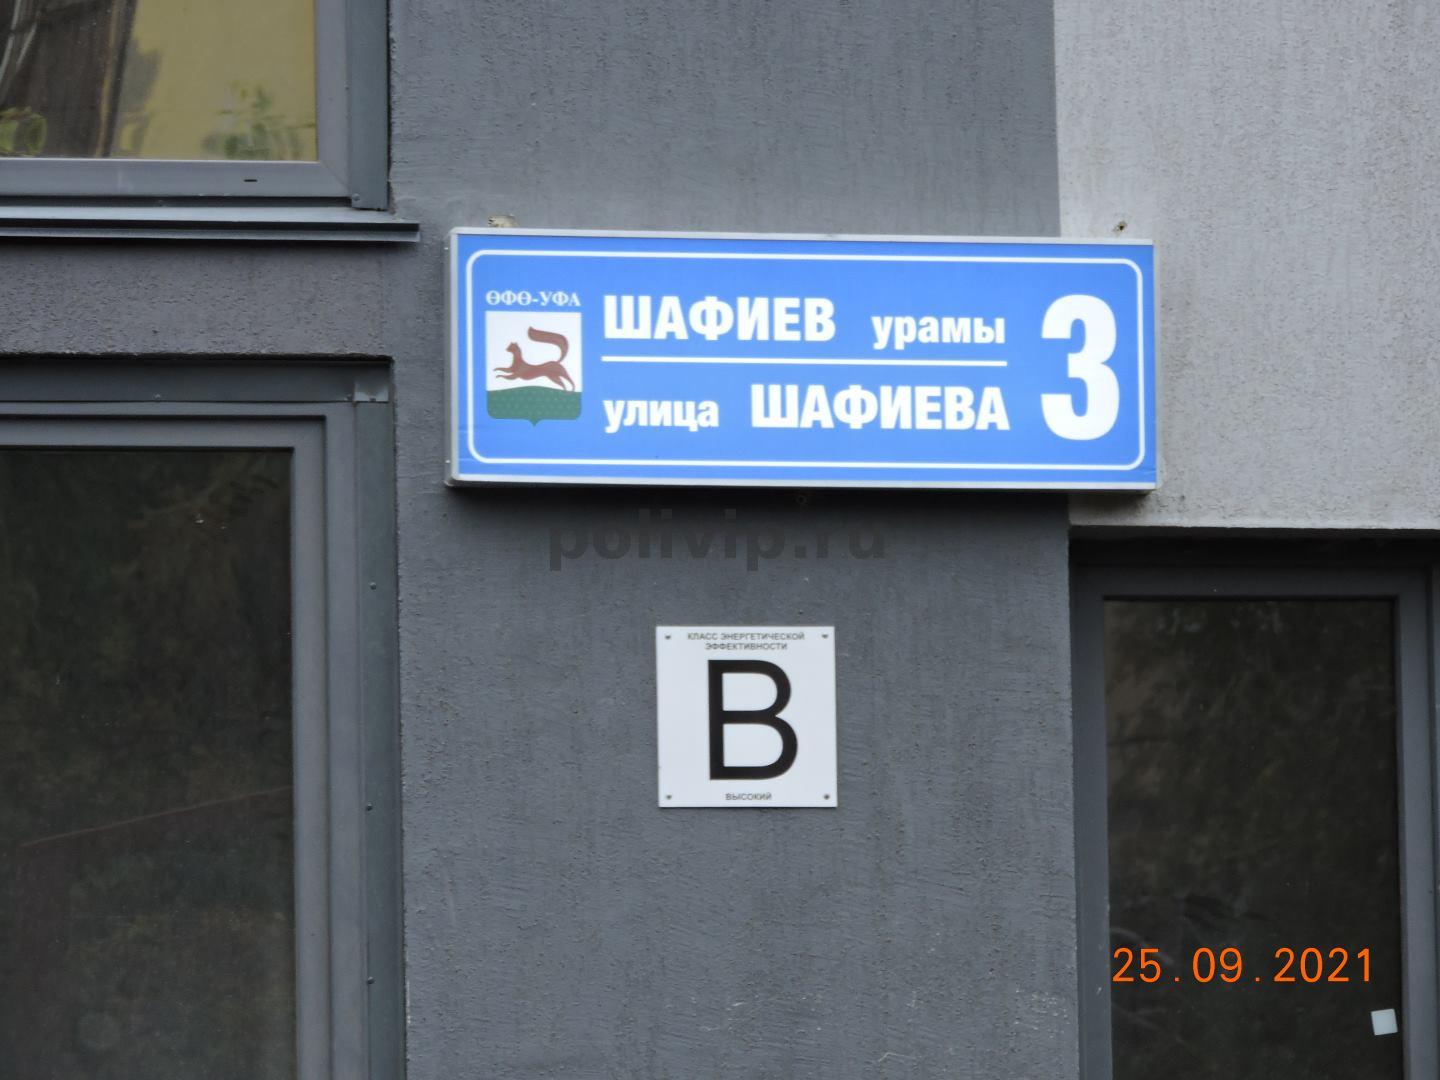 ӨФӨ-УФА
ШАФИЕВ урамы
улица ШАФИЕВА
3
polivip.ru
КЛАСС ЭНЕРГЕТИЧЕСКОЙ
ЭФФЕКТИВНОСТИ
B
ВЫСОКИЙ
25.09.2021